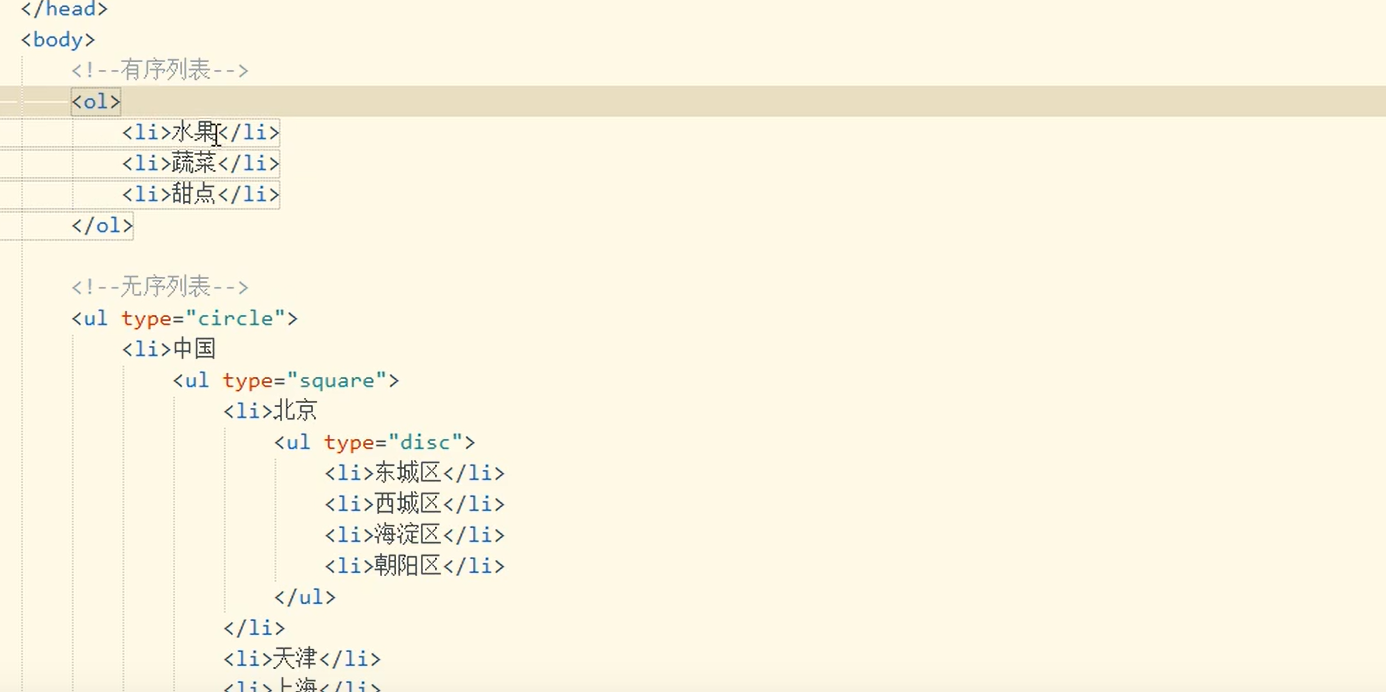 </head>
<body>
<!--有序列表-->
<ol>
<li>水果</li>
<li>蔬菜</li>
<li>甜点</li>
</ol>
<!--无序列表-->
<ul type="circle">
<li>中国
<ul type="square">
<li>北京
<ul type="disc">
<li>东城区</li>
<li>西城区</li>
<li>海淀区</li>
<li>朝阳区</li>
</ul>
</li>
<li>天津</li>
<li>上海</li>